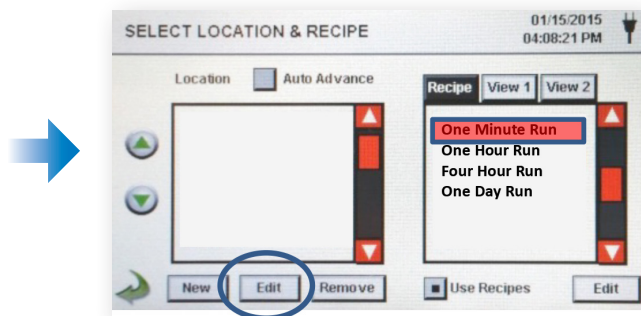 SELECT LOCATION & RECIPE
01/15/2015
04:08:21 PM
Location
Auto Advance
Recipe
View 1
View 2
One Minute Run
One Hour Run
Four Hour Run
One Day Run
New
Edit
Remove
Use Recipes
Edit